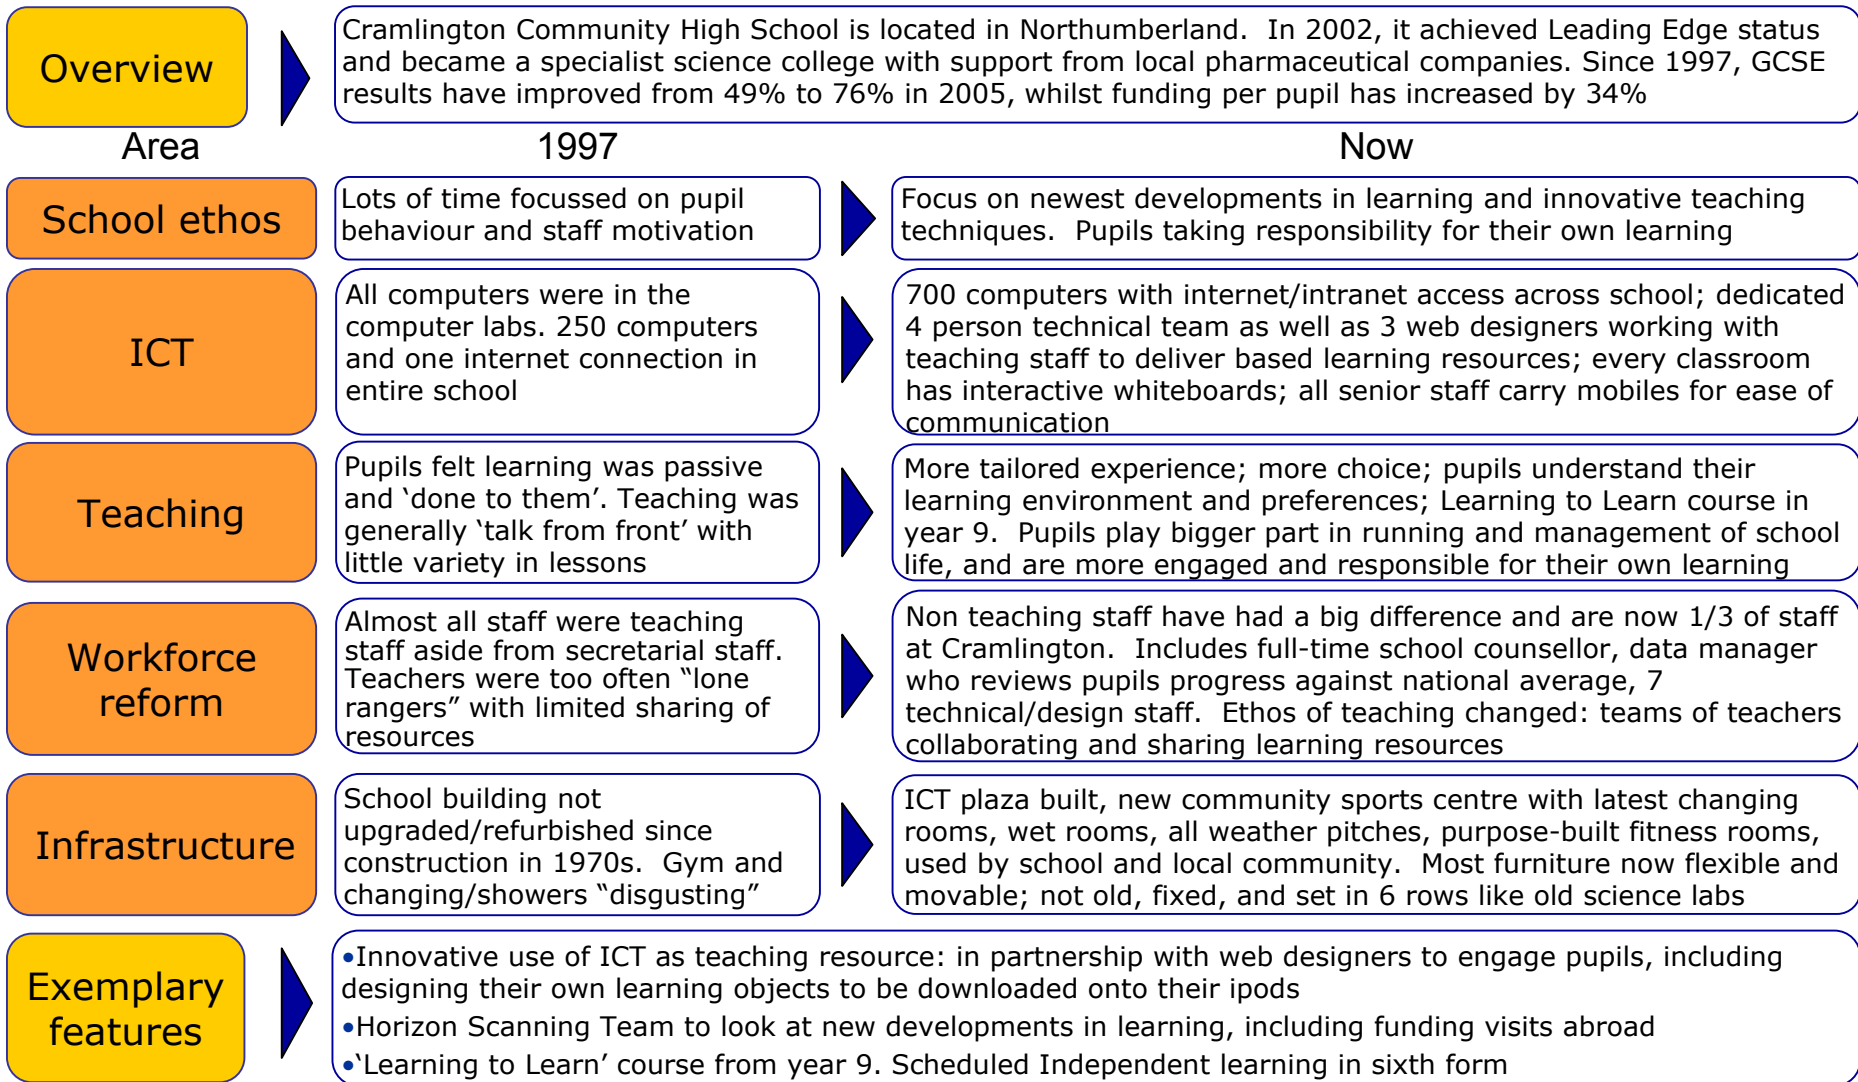 Overview
Cramlington Community High School is located in Northumberland.  In 2002, it achieved Leading Edge status
and became a specialist science college with support from local pharmaceutical companies. Since 1997, GCSE
results have improved from 49% to 76% in 2005, whilst funding per pupil has increased by 34%
Area
1997
Now
School ethos
Lots of time focussed on pupil
behaviour and staff motivation
Focus on newest developments in learning and innovative teaching
techniques.  Pupils taking responsibility for their own learning
ICT
All computers were in the
computer labs. 250 computers
and one internet connection in
entire school
700 computers with internet/intranet access across school; dedicated
4 person technical team as well as 3 web designers working with
teaching staff to deliver based learning resources; every classroom
has interactive whiteboards; all senior staff carry mobiles for ease of
communication
Teaching
Pupils felt learning was passive
and ‘done to them’. Teaching was
generally ‘talk from front’ with
little variety in lessons
More tailored experience; more choice; pupils understand their
learning environment and preferences; Learning to Learn course in
year 9.  Pupils play bigger part in running and management of school
life, and are more engaged and responsible for their own learning
Workforce
reform
Almost all staff were teaching
staff aside from secretarial staff.
Teachers were too often “lone
rangers” with limited sharing of
resources
Non teaching staff have had a big difference and are now 1/3 of staff
at Cramlington.  Includes full-time school counsellor, data manager
who reviews pupils progress against national average, 7
technical/design staff.  Ethos of teaching changed: teams of teachers
collaborating and sharing learning resources
Infrastructure
School building not
upgraded/refurbished since
construction in 1970s.  Gym and
changing/showers “disgusting”
ICT plaza built, new community sports centre with latest changing
rooms, wet rooms, all weather pitches, purpose-built fitness rooms,
used by school and local community.  Most furniture now flexible and
movable; not old, fixed, and set in 6 rows like old science labs
Exemplary
features
•Innovative use of ICT as teaching resource: in partnership with web designers to engage pupils, including
designing their own learning objects to be downloaded onto their ipods
•Horizon Scanning Team to look at new developments in learning, including funding visits abroad
•‘Learning to Learn’ course from year 9. Scheduled Independent learning in sixth form